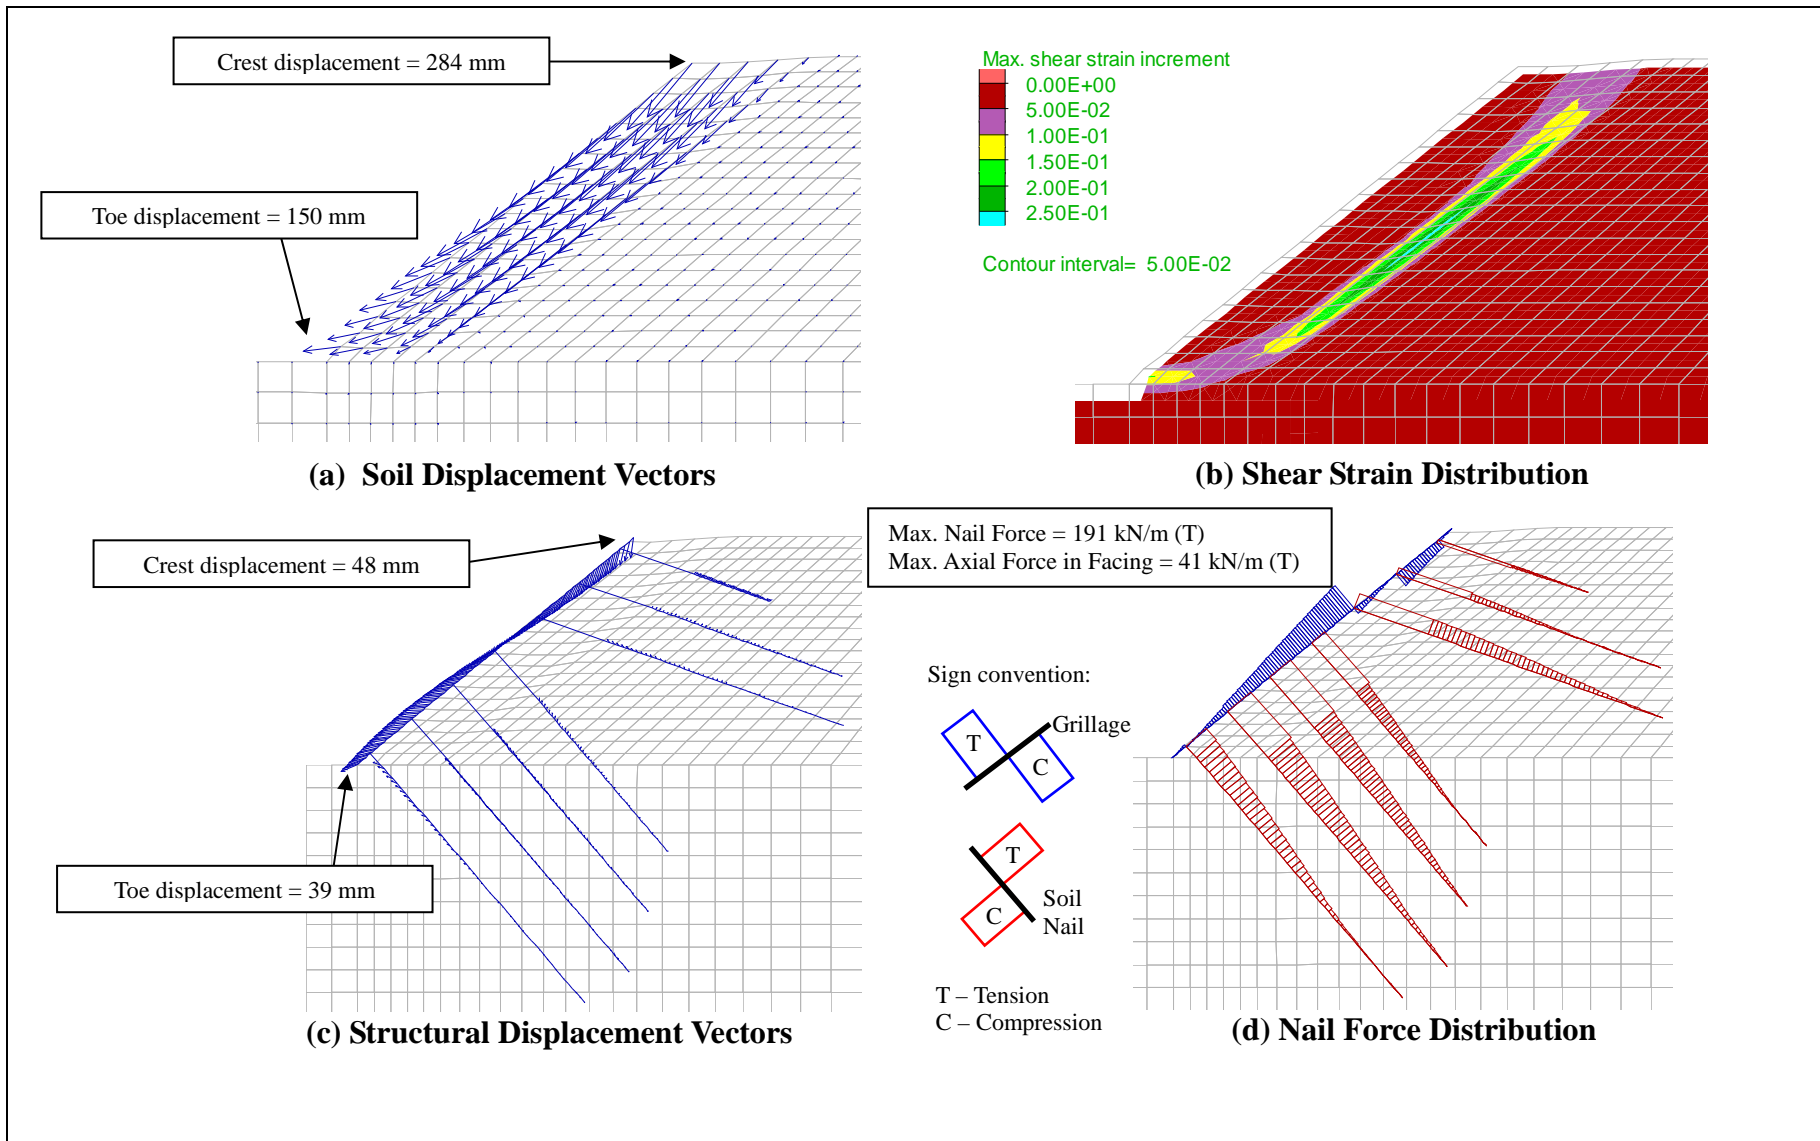 Crest displacement = 284 mm
Toe displacement = 150 mm
(a) Soil Displacement Vectors
Max. shear strain increment
0.00E+00
5.00E-02
1.00E-01
1.50E-01
2.00E-01
2.50E-01
Contour interval= 5.00E-02
(b) Shear Strain Distribution
Crest displacement = 48 mm
Toe displacement = 39 mm
(c) Structural Displacement Vectors
Max. Nail Force = 191 kN/m (T)
Max. Axial Force in Facing = 41 kN/m (T)
Sign convention:
Grillage
T
C
T
C
Soil
Nail
T – Tension
C – Compression
(d) Nail Force Distribution